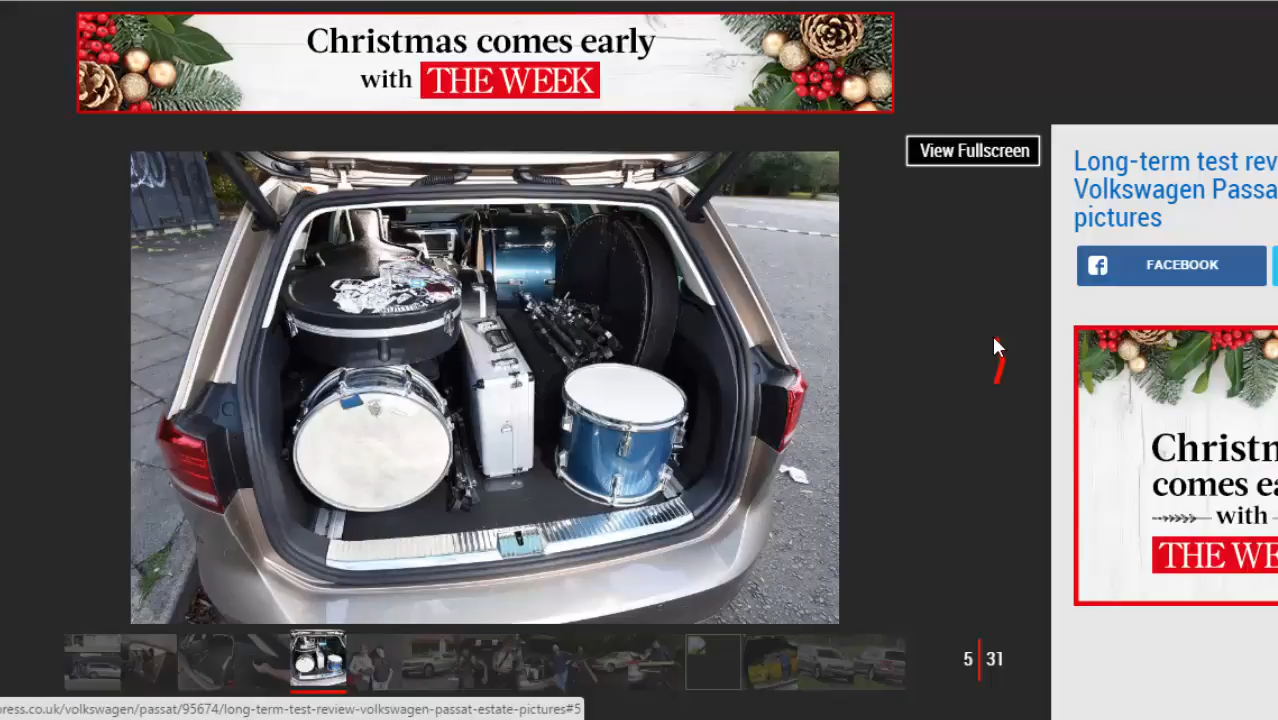 Christmas comes early
with THE WEEK
View Fullscreen
Long-term test rev
Volkswagen Passa
pictures
FACEBOOK
Christm
comes ea
with
THE WE
5 31
press.co.uk/volkswagen/passat/95674/long-term-test-review-volkswagen-passat-estate-pictures#5